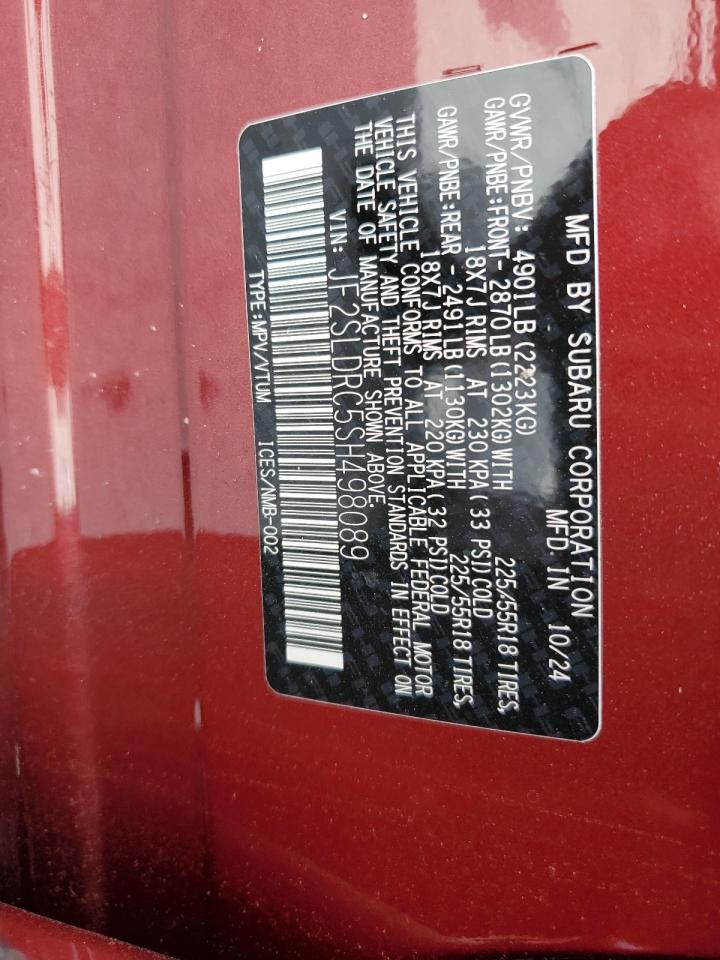 MFD BY SUBARU CORPORATION
MFD IN 10/24
GVWR/PNBV: 4901LB (2223KG)
GAWR/PNBE:FRONT- 2870LB(1302KG)WITH 225/55R18 TIRES,
18X7J RIMS AT 230 KPA( 33 PSI)COLD
GAWR/PNBE:REAR - 2491LB(1130KG)WITH 225/55R18 TIRES,
18X7J RIMS AT 220 KPA( 32 PSI)COLD
THIS VEHICLE CONFORMS TO ALL APPLICABLE FEDERAL MOTOR
VEHICLE SAFETY AND THEFT PREVENTION STANDARDS IN EFFECT ON
THE DATE OF MANUFACTURE SHOWN ABOVE.
VIN: JF2SLDRC5SH498089
TYPE:MPV/VTUM ICES/NMB-002